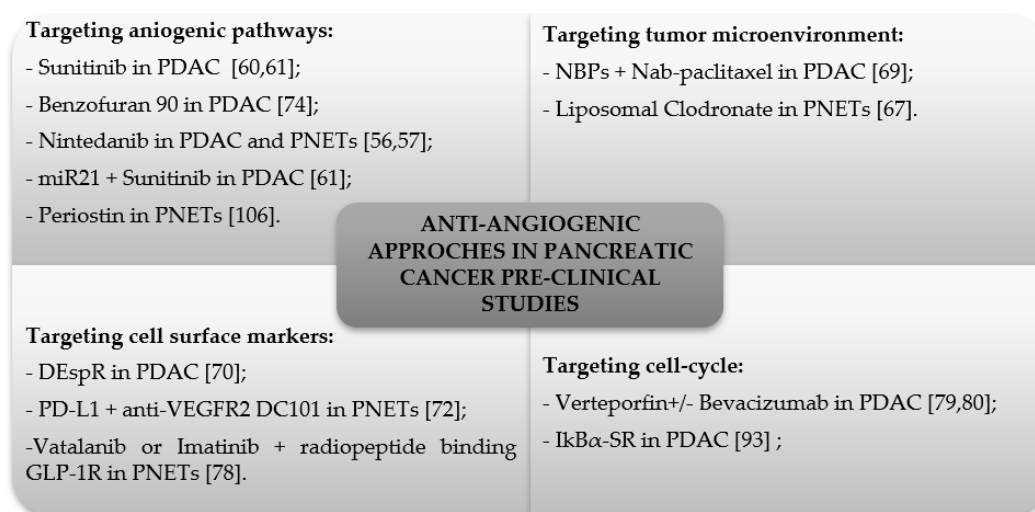 Targeting aniogenic pathways:
- Sunitinib in PDAC [60,61];
- Benzofuran 90 in PDAC [74];
- Nintedanib in PDAC and PNETs [56,57];
- miR21 + Sunitinib in PDAC [61];
- Periostin in PNETs [106].
Targeting tumor microenvironment:
- NBPs + Nab-paclitaxel in PDAC [69];
- Liposomal Clodronate in PNETs [67].
ANTI-ANGIOGENIC
APPROCHES IN PANCREATIC
CANCER PRE-CLINICAL
STUDIES
Targeting cell surface markers:
- DEspR in PDAC [70];
- PD-L1 + anti-VEGFR2 DC101 in PNETs [72];
-Vatalanib or Imatinib + radiopeptide binding
GLP-1R in PNETs [78].
Targeting cell-cycle:
- Verteporfin+/- Bevacizumab in PDAC [79,80];
- IkBα-SR in PDAC [93] ;